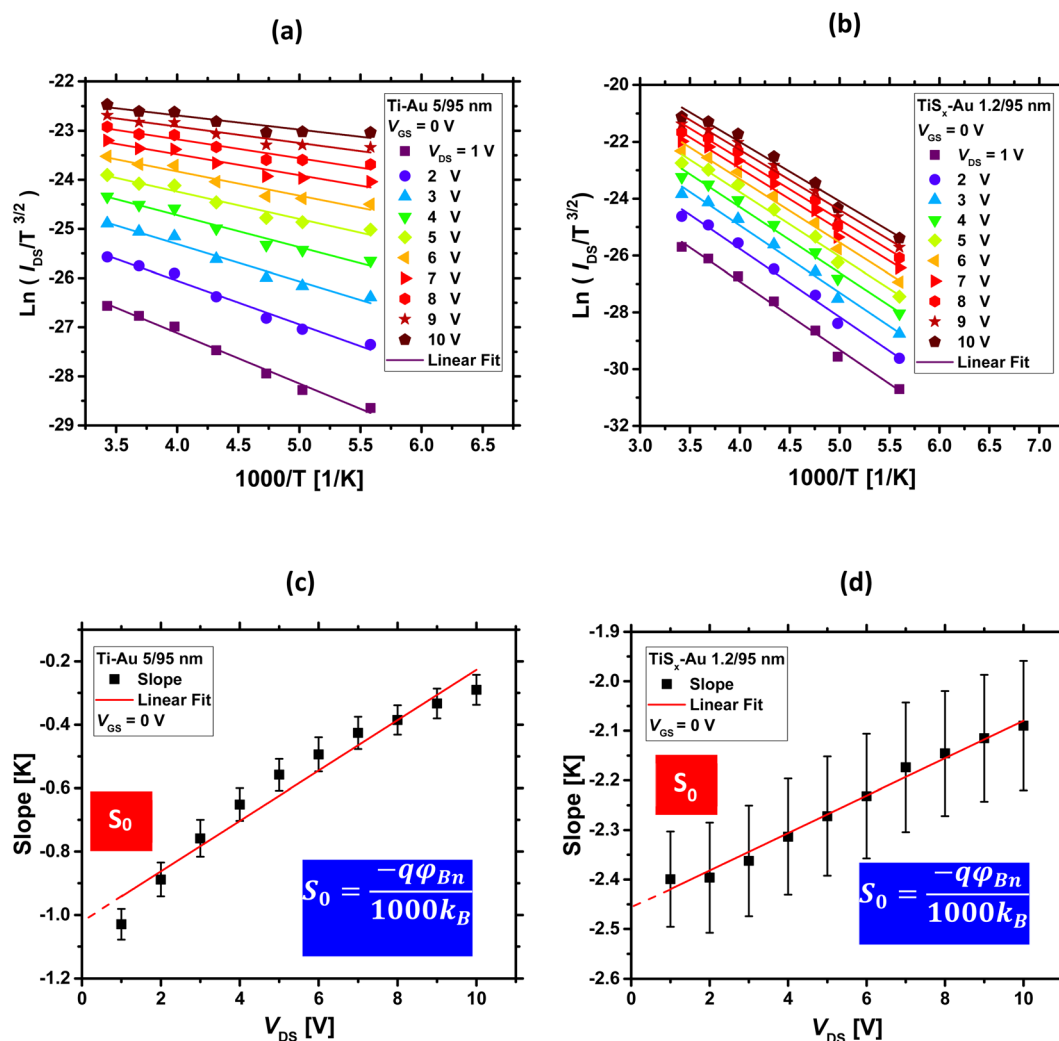 (a)
Ln ( I_DS/T^3/2)
-22
-23
-24
-25
-26
-27
-28
-29
3.5 4.0 4.5 5.0 5.5 6.0 6.5
1000/T [1/K]
Ti-Au 5/95 nm
V_GS = 0 V
V_DS = 1 V
2 V
3 V
4 V
5 V
6 V
7 V
8 V
9 V
10 V
Linear Fit
(b)
Ln ( I_DS/T^3/2)
-20
-22
-24
-26
-28
-30
-32
3.0 3.5 4.0 4.5 5.0 5.5 6.0 6.5 7.0
1000/T [1/K]
TiS_x-Au 1.2/95 nm
V_GS = 0 V
V_DS = 1 V
2 V
3 V
4 V
5 V
6 V
7 V
8 V
9 V
10 V
Linear Fit
(c)
Slope [K]
-0.2
-0.4
-0.6
-0.8
-1.0
-1.2
0 2 4 6 8 10
V_DS [V]
Ti-Au 5/95 nm
Slope
Linear Fit
V_GS = 0 V
S_0
S_0 = -qφ_Bn/1000k_B
(d)
Slope [K]
-1.9
-2.0
-2.1
-2.2
-2.3
-2.4
-2.5
-2.6
0 2 4 6 8 10
V_DS [V]
TiS_x-Au 1.2/95 nm
Slope
Linear Fit
V_GS = 0 V
S_0
S_0 = -qφ_Bn/1000k_B